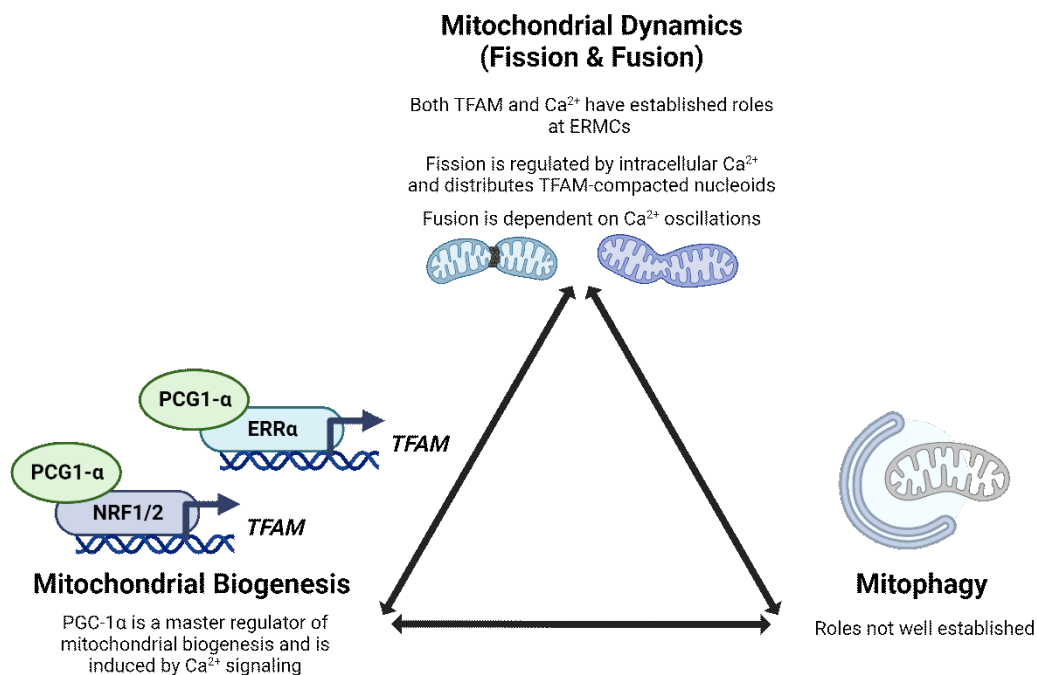 Mitochondrial Dynamics
(Fission & Fusion)
Both TFAM and Ca²⁺ have established roles
at ERMCs
Fission is regulated by intracellular Ca²⁺
and distributes TFAM-compacted nucleoids
Fusion is dependent on Ca²⁺ oscillations
PCG1-α
ERRα
TFAM
PCG1-α
NRF1/2
TFAM
Mitochondrial Biogenesis
PGC-1α is a master regulator of
mitochondrial biogenesis and is
induced by Ca²⁺ signaling
Mitophagy
Roles not well established